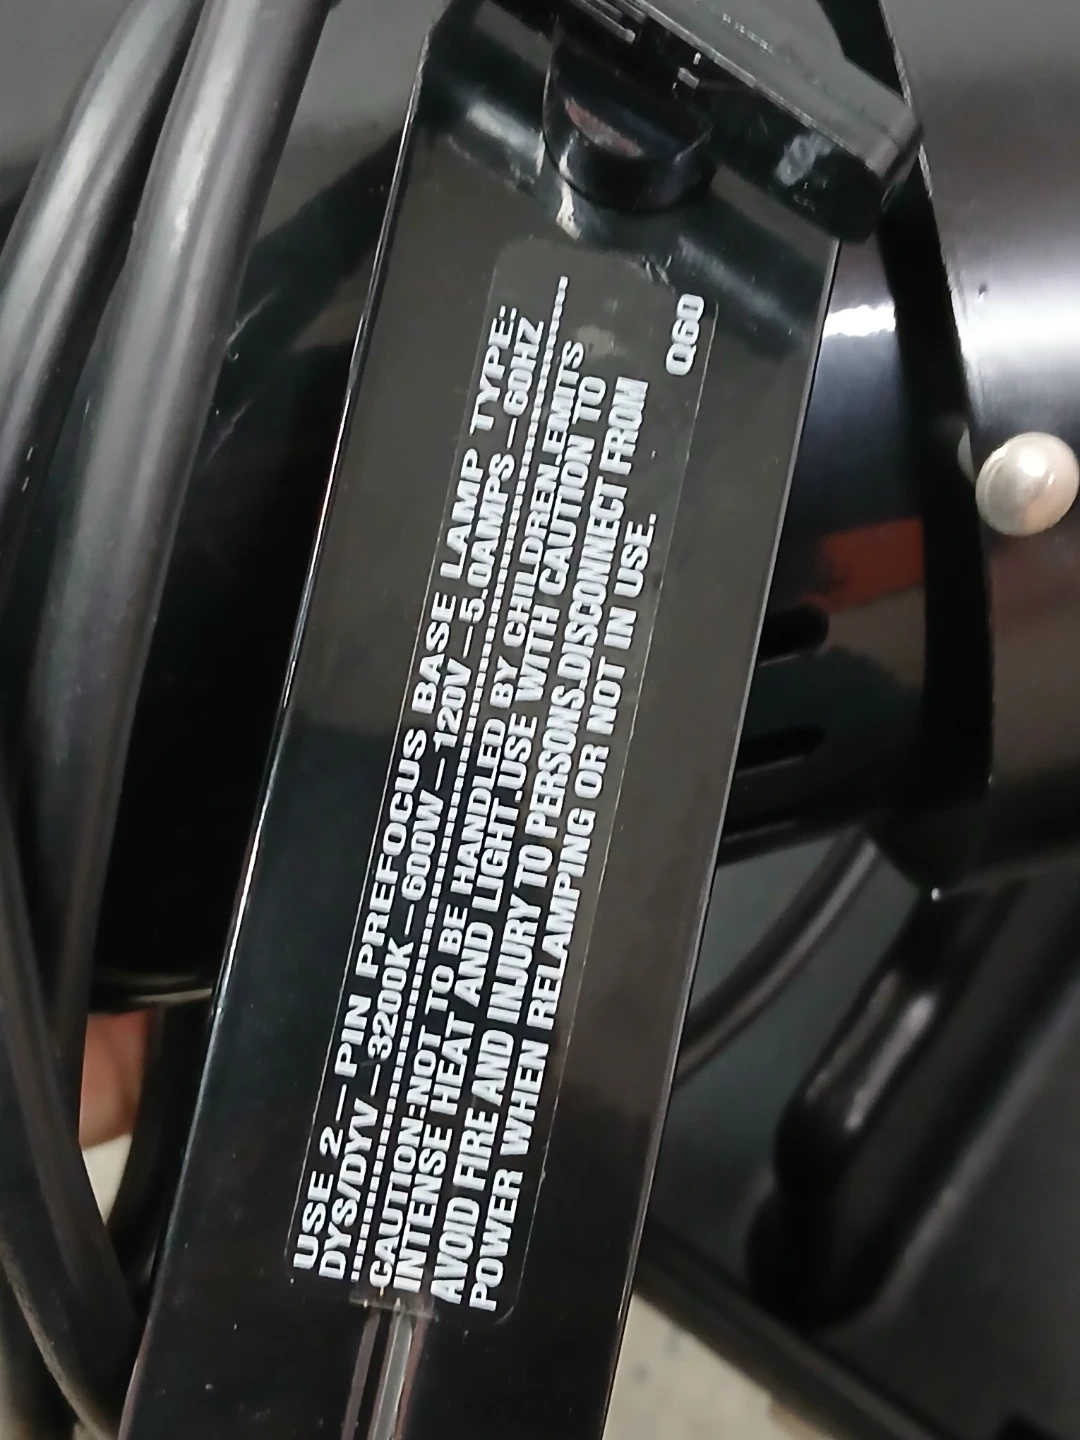 USE 2-PIN PREFOCUS BASE LAMP TYPE:
DYS/DYV-3200K-600W-120V-5.0AMPS-60HZ
CAUTION:NOT TO BE HANDLED BY CHILDREN.EMITS
INTENSE HEAT AND LIGHT.USE WITH CAUTION TO
AVOID FIRE AND INJURY TO PERSONS.DISCONNECT FROM
POWER WHEN RELAMPING OR NOT IN USE.
Q60